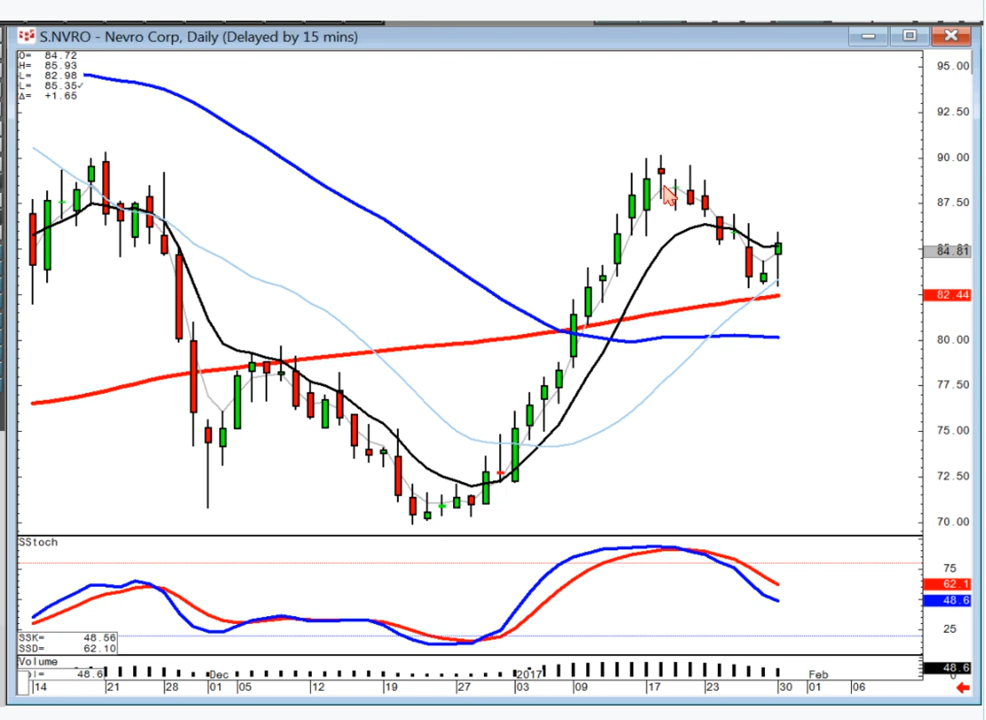 S.NVRO - Nevro Corp, Daily (Delayed by 15 mins)
O= 84.72
H= 85.93
L= 82.98
L= 85.35✓
Δ= +1.65
95.00
92.50
90.00
87.50
84.81
82.44
80.00
77.50
75.00
72.50
70.00
SStoch
75
62.1
48.6
25
SSK= 48.56
SSD= 62.10
Volume
48.6
48.6
0
14 21 28 Dec 01 05 12 19 27 2017 03 09 17 23 30 Feb 01 06